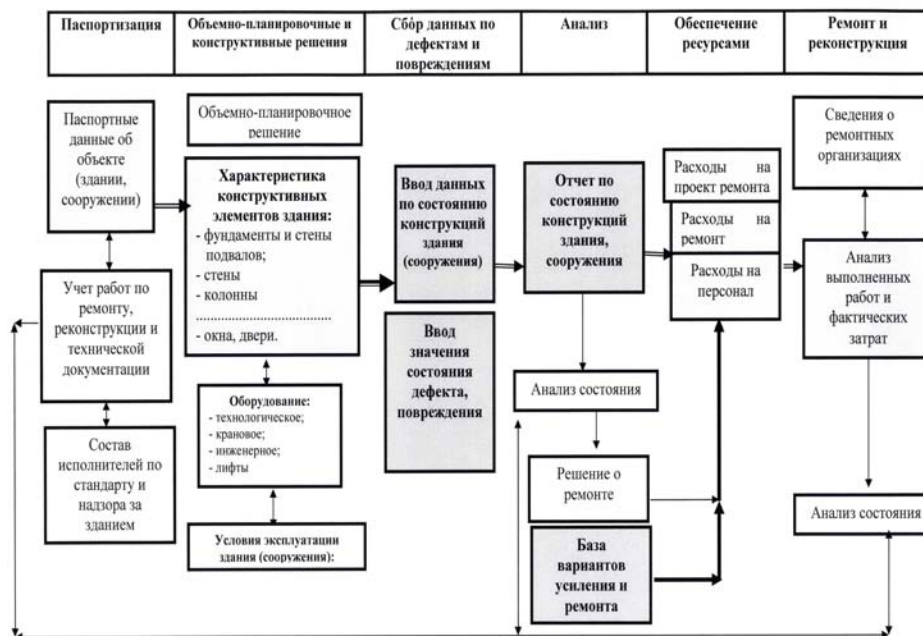 Паспортизация
Объемно-планировочные и
конструктивные решения
Сбор данных по
дефектам и
повреждениям
Анализ
Обеспечение
ресурсами
Ремонт и
реконструкция
Паспортные
данные об
объекте
(здании,
сооружении)
Учет работ по
ремонту,
реконструкции и
технической
документации
Состав
исполнителей по
стандарту и
надзора за
зданием
Объемно-планировочное
решение
Характеристика
конструктивных
элементов здания:
- фундаменты и стены
подвалов;
- стены
- колонны
..............................
- окна, двери.
Оборудование:
- технологическое;
- крановое;
- инженерное;
- лифты
Условия эксплуатации
здания (сооружения):
Ввод данных
по состоянию
конструкций
здания
(сооружения)
Ввод
значения
состояния
дефекта,
повреждения
Отчет по
состоянию
конструкций
здания,
сооружения
Анализ состояния
Решение о
ремонте
База
вариантов
усиления и
ремонта
Расходы на
проект ремонта
Расходы на
ремонт
Расходы на
персонал
Сведения о
ремонтных
организациях
Анализ
выполненных
работ и
фактических
затрат
Анализ состояния